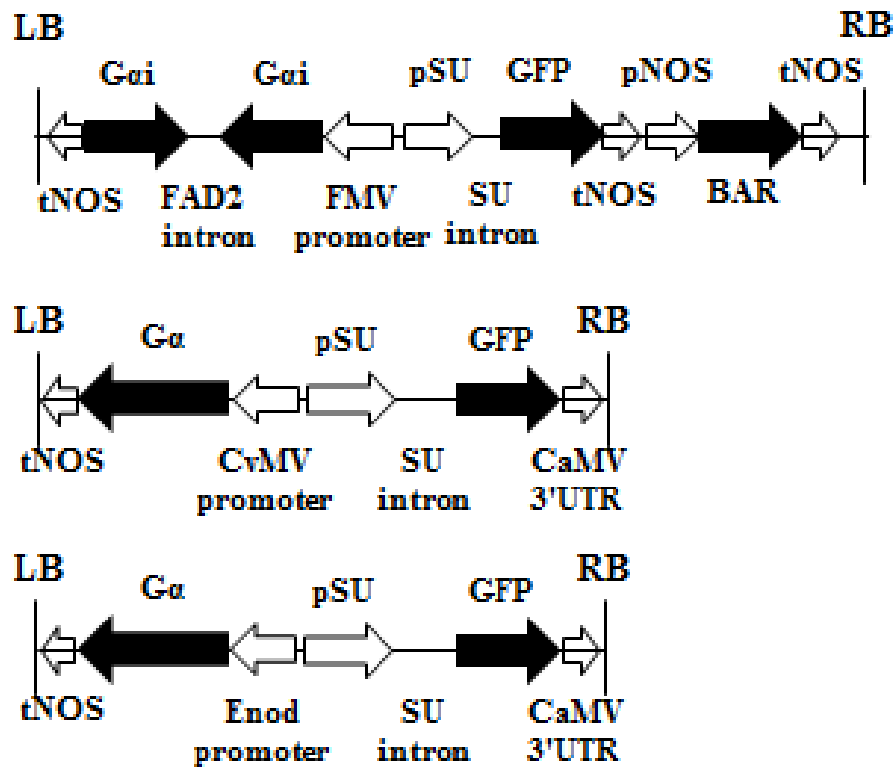 LB RB
Gαi Gαi pSU GFP pNOS tNOS
tNOS FAD2 FMV SU tNOS BAR
intron promoter intron
LB RB
Gα pSU GFP
tNOS CvMV SU CaMV
promoter intron 3'UTR
LB RB
Gα pSU GFP
tNOS Enod SU CaMV
promoter intron 3'UTR